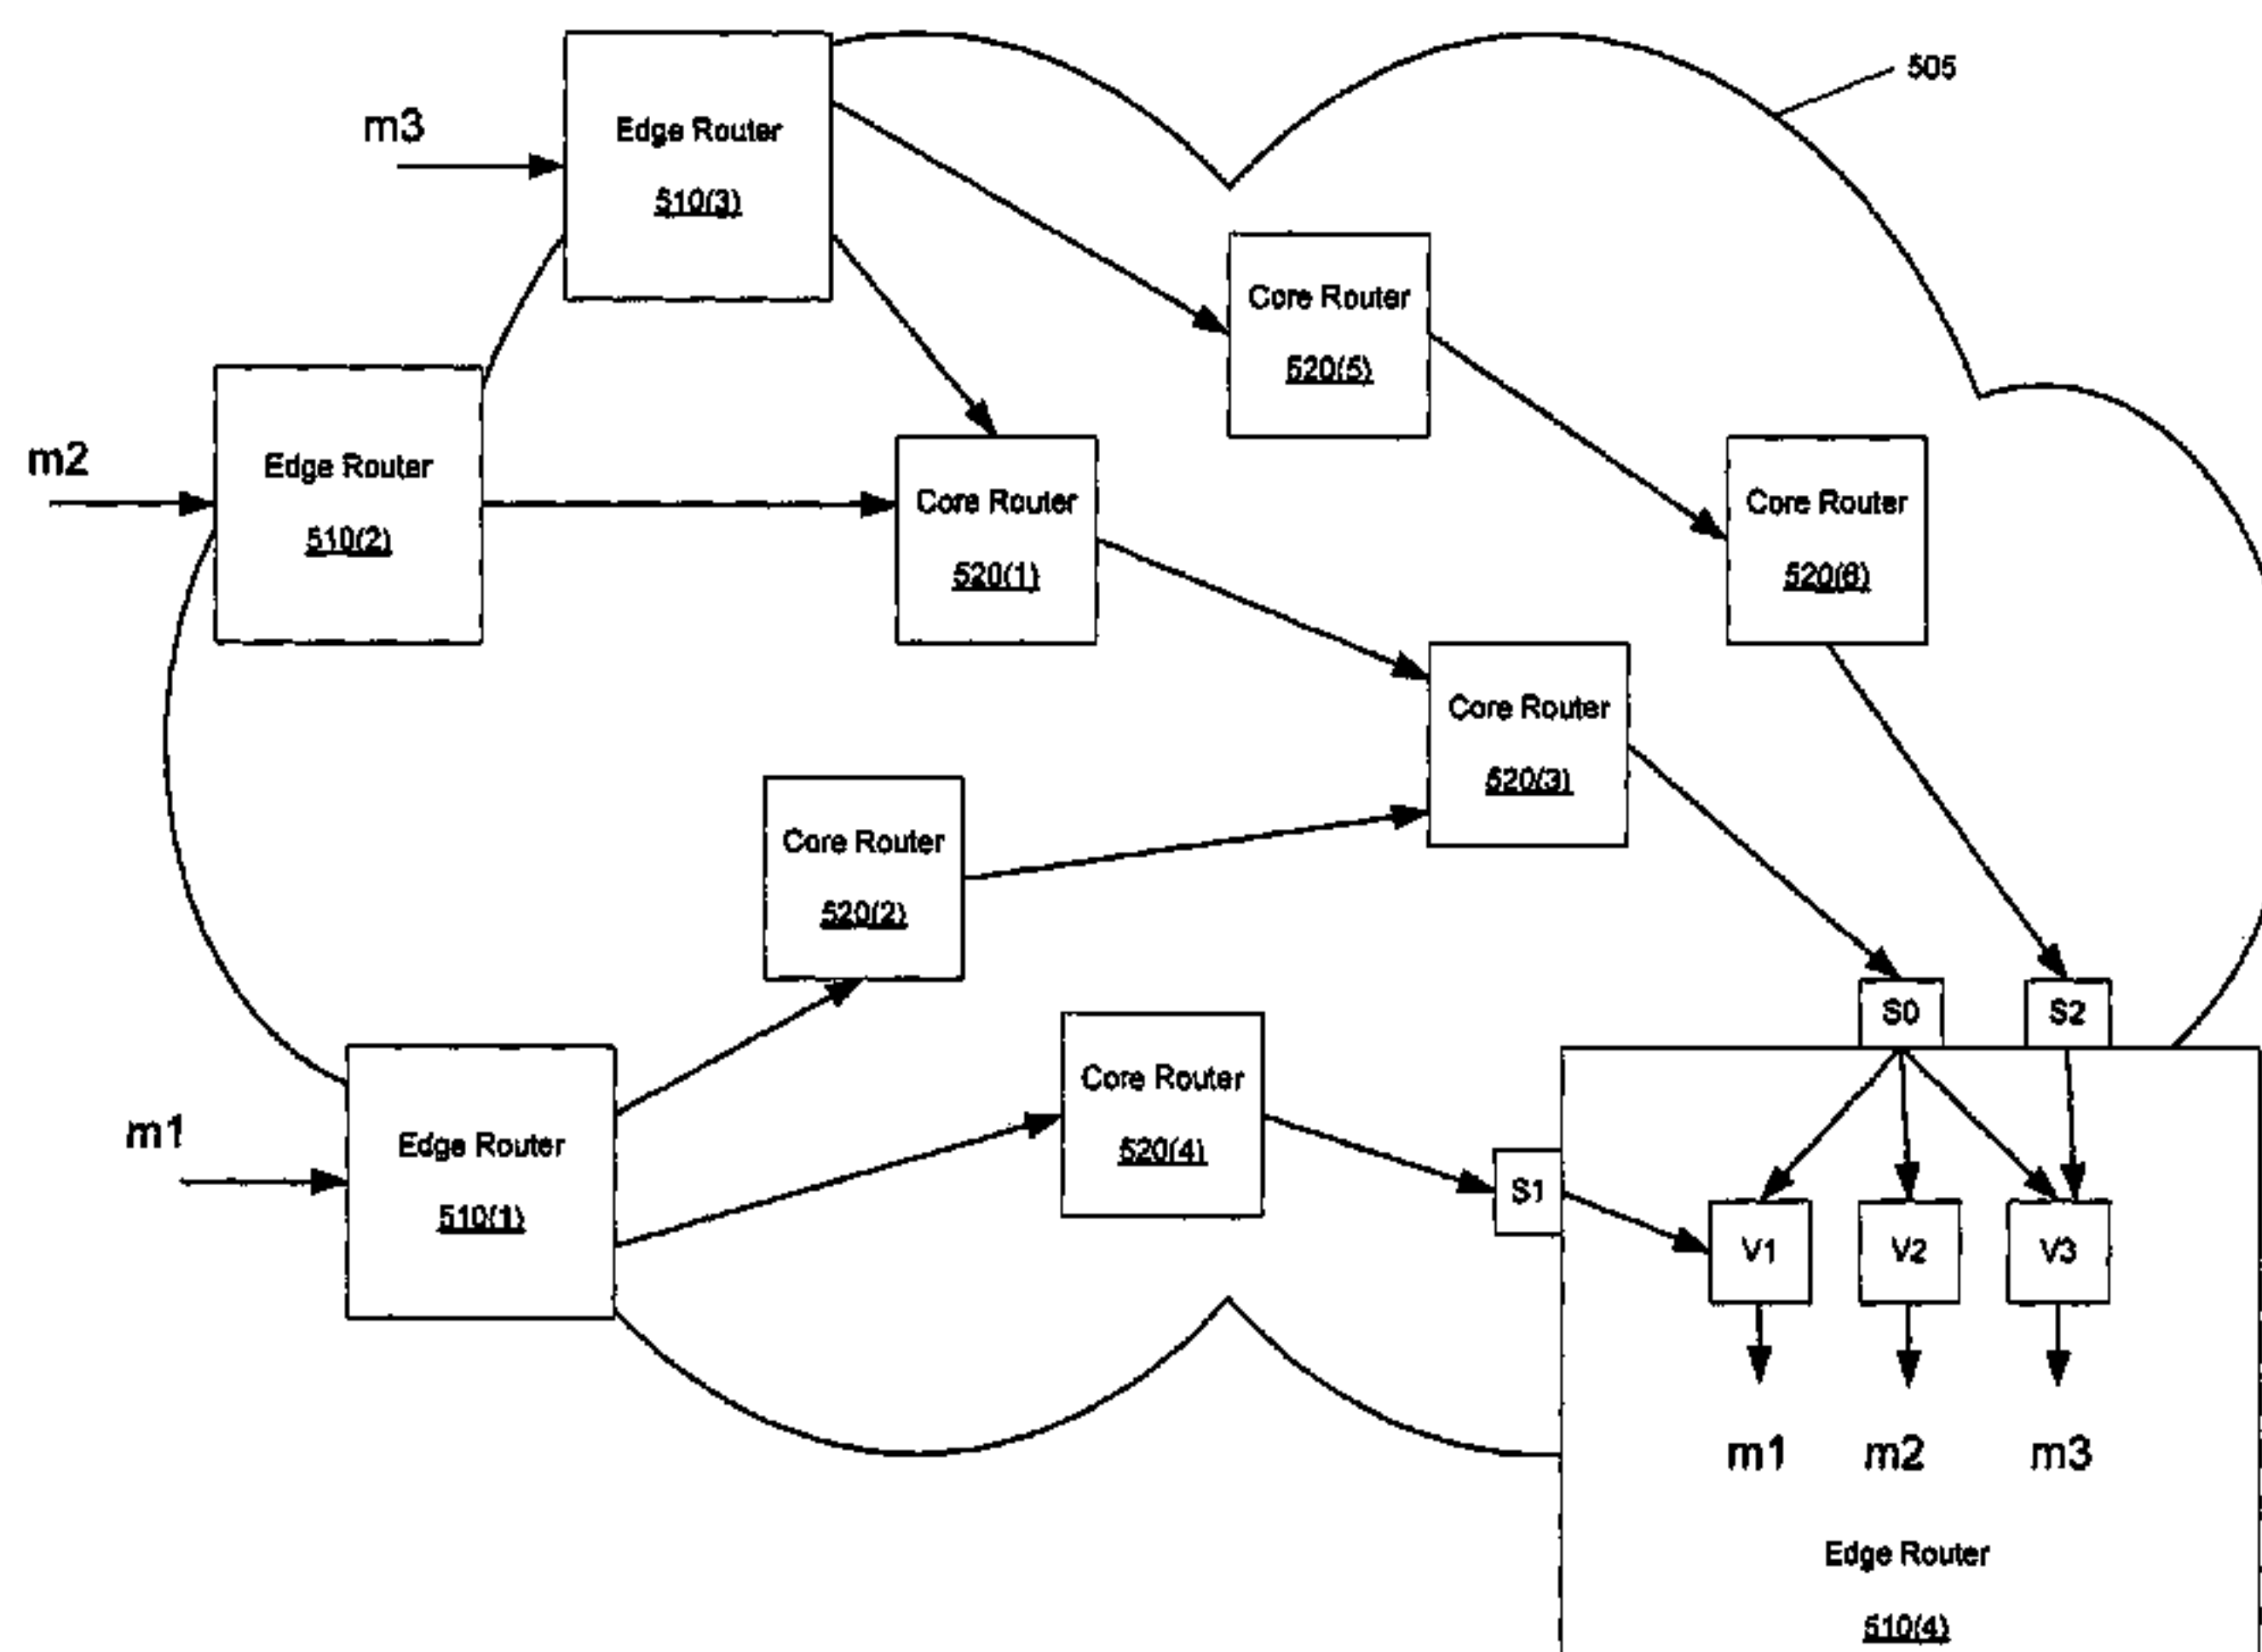 505
m3
Edge Router
510(3)
Core Router
520(5)
m2
Edge Router
510(2)
Core Router
520(1)
Core Router
520(6)
Core Router
520(3)
Core Router
520(2)
S0
S2
m1
Edge Router
510(1)
Core Router
520(4)
S1
V1
V2
V3
m1
m2
m3
Edge Router
510(4)